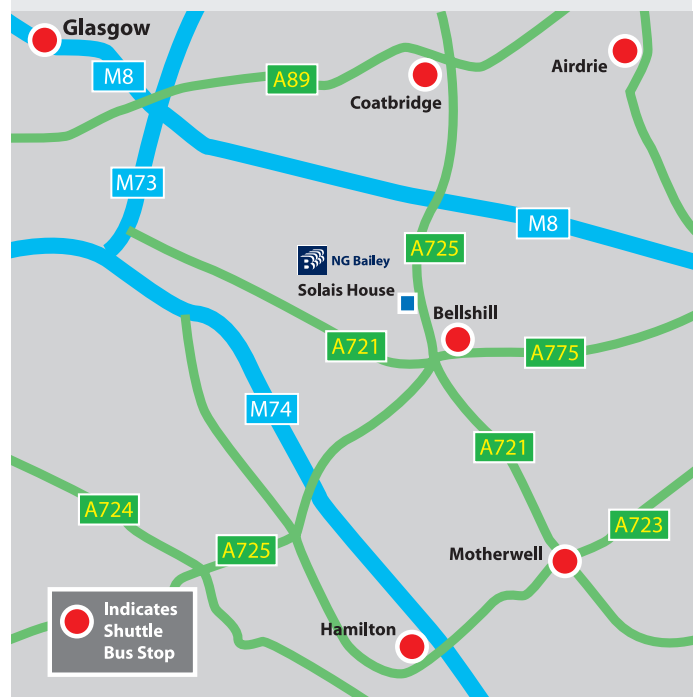 Glasgow
M8
A89
Coatbridge
Airdrie
M73
M8
A725
NG Bailey
Solais House
Bellshill
A721
A775
M74
A721
A724
A725
A723
Motherwell
Hamilton
Indicates
Shuttle
Bus Stop